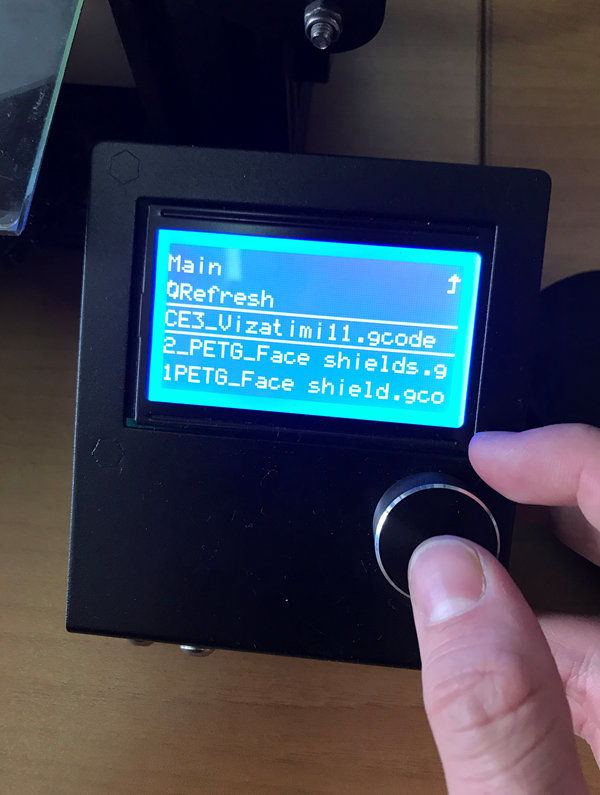 Main
Refresh
CE3_Vizatimi11.gcode
2_PETG_Face shields.g
1PETG_Face shield.gco